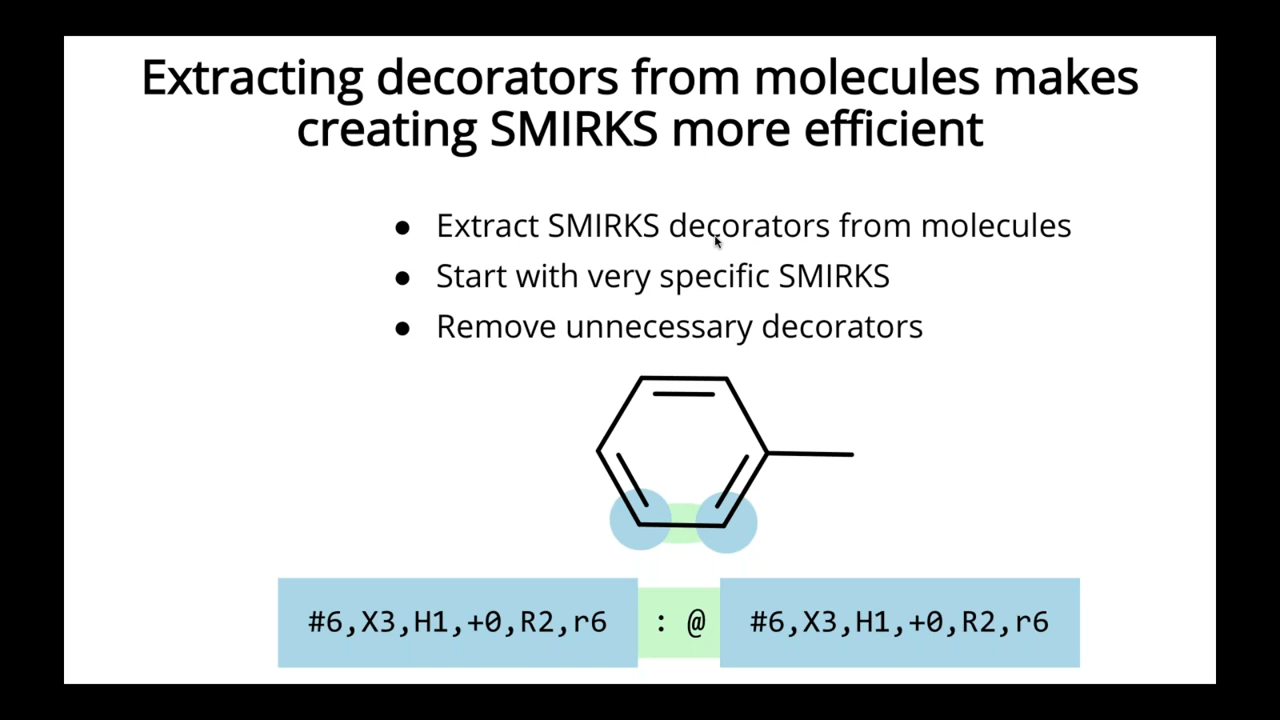 Extracting decorators from molecules makes
creating SMIRKS more efficient
● Extract SMIRKS decorators from molecules
● Start with very specific SMIRKS
● Remove unnecessary decorators
#6,X3,H1,+0,R2,r6 : @ #6,X3,H1,+0,R2,r6